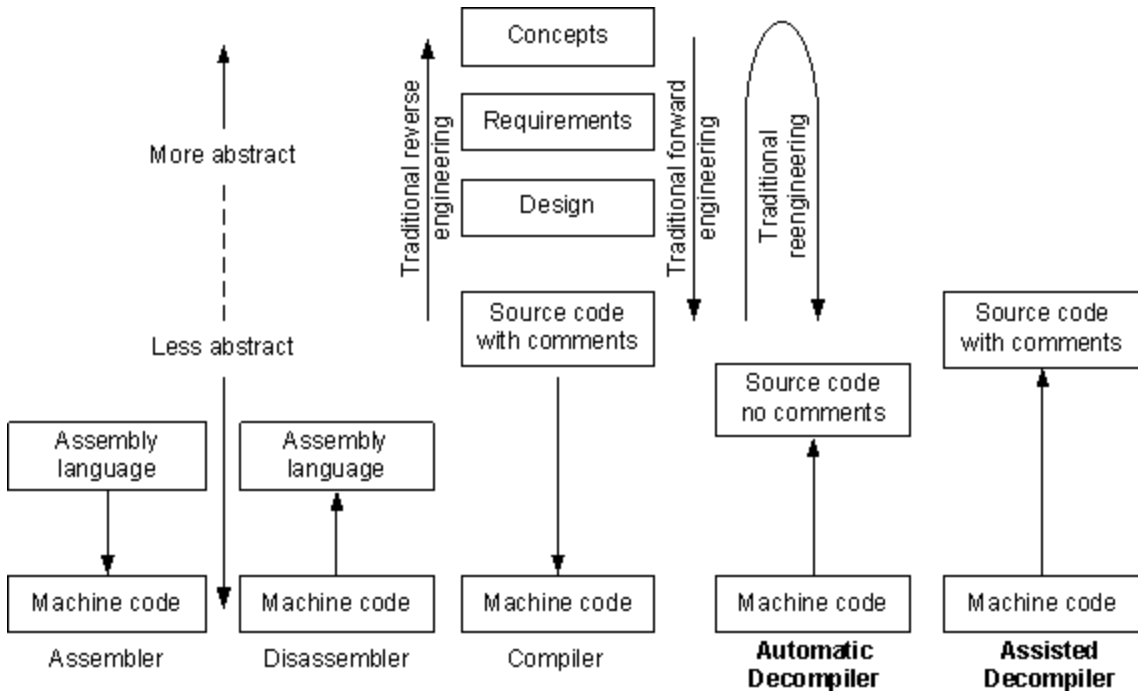 Concepts
Requirements
Design
Traditional reverse
engineering
Traditional forward
engineering
Traditional
reengineering
More abstract
Less abstract
Source code
with comments
Source code
with comments
Source code
no comments
Assembly
language
Assembly
language
Machine code
Machine code
Machine code
Machine code
Machine code
Assembler
Disassembler
Compiler
Automatic
Decompiler
Assisted
Decompiler